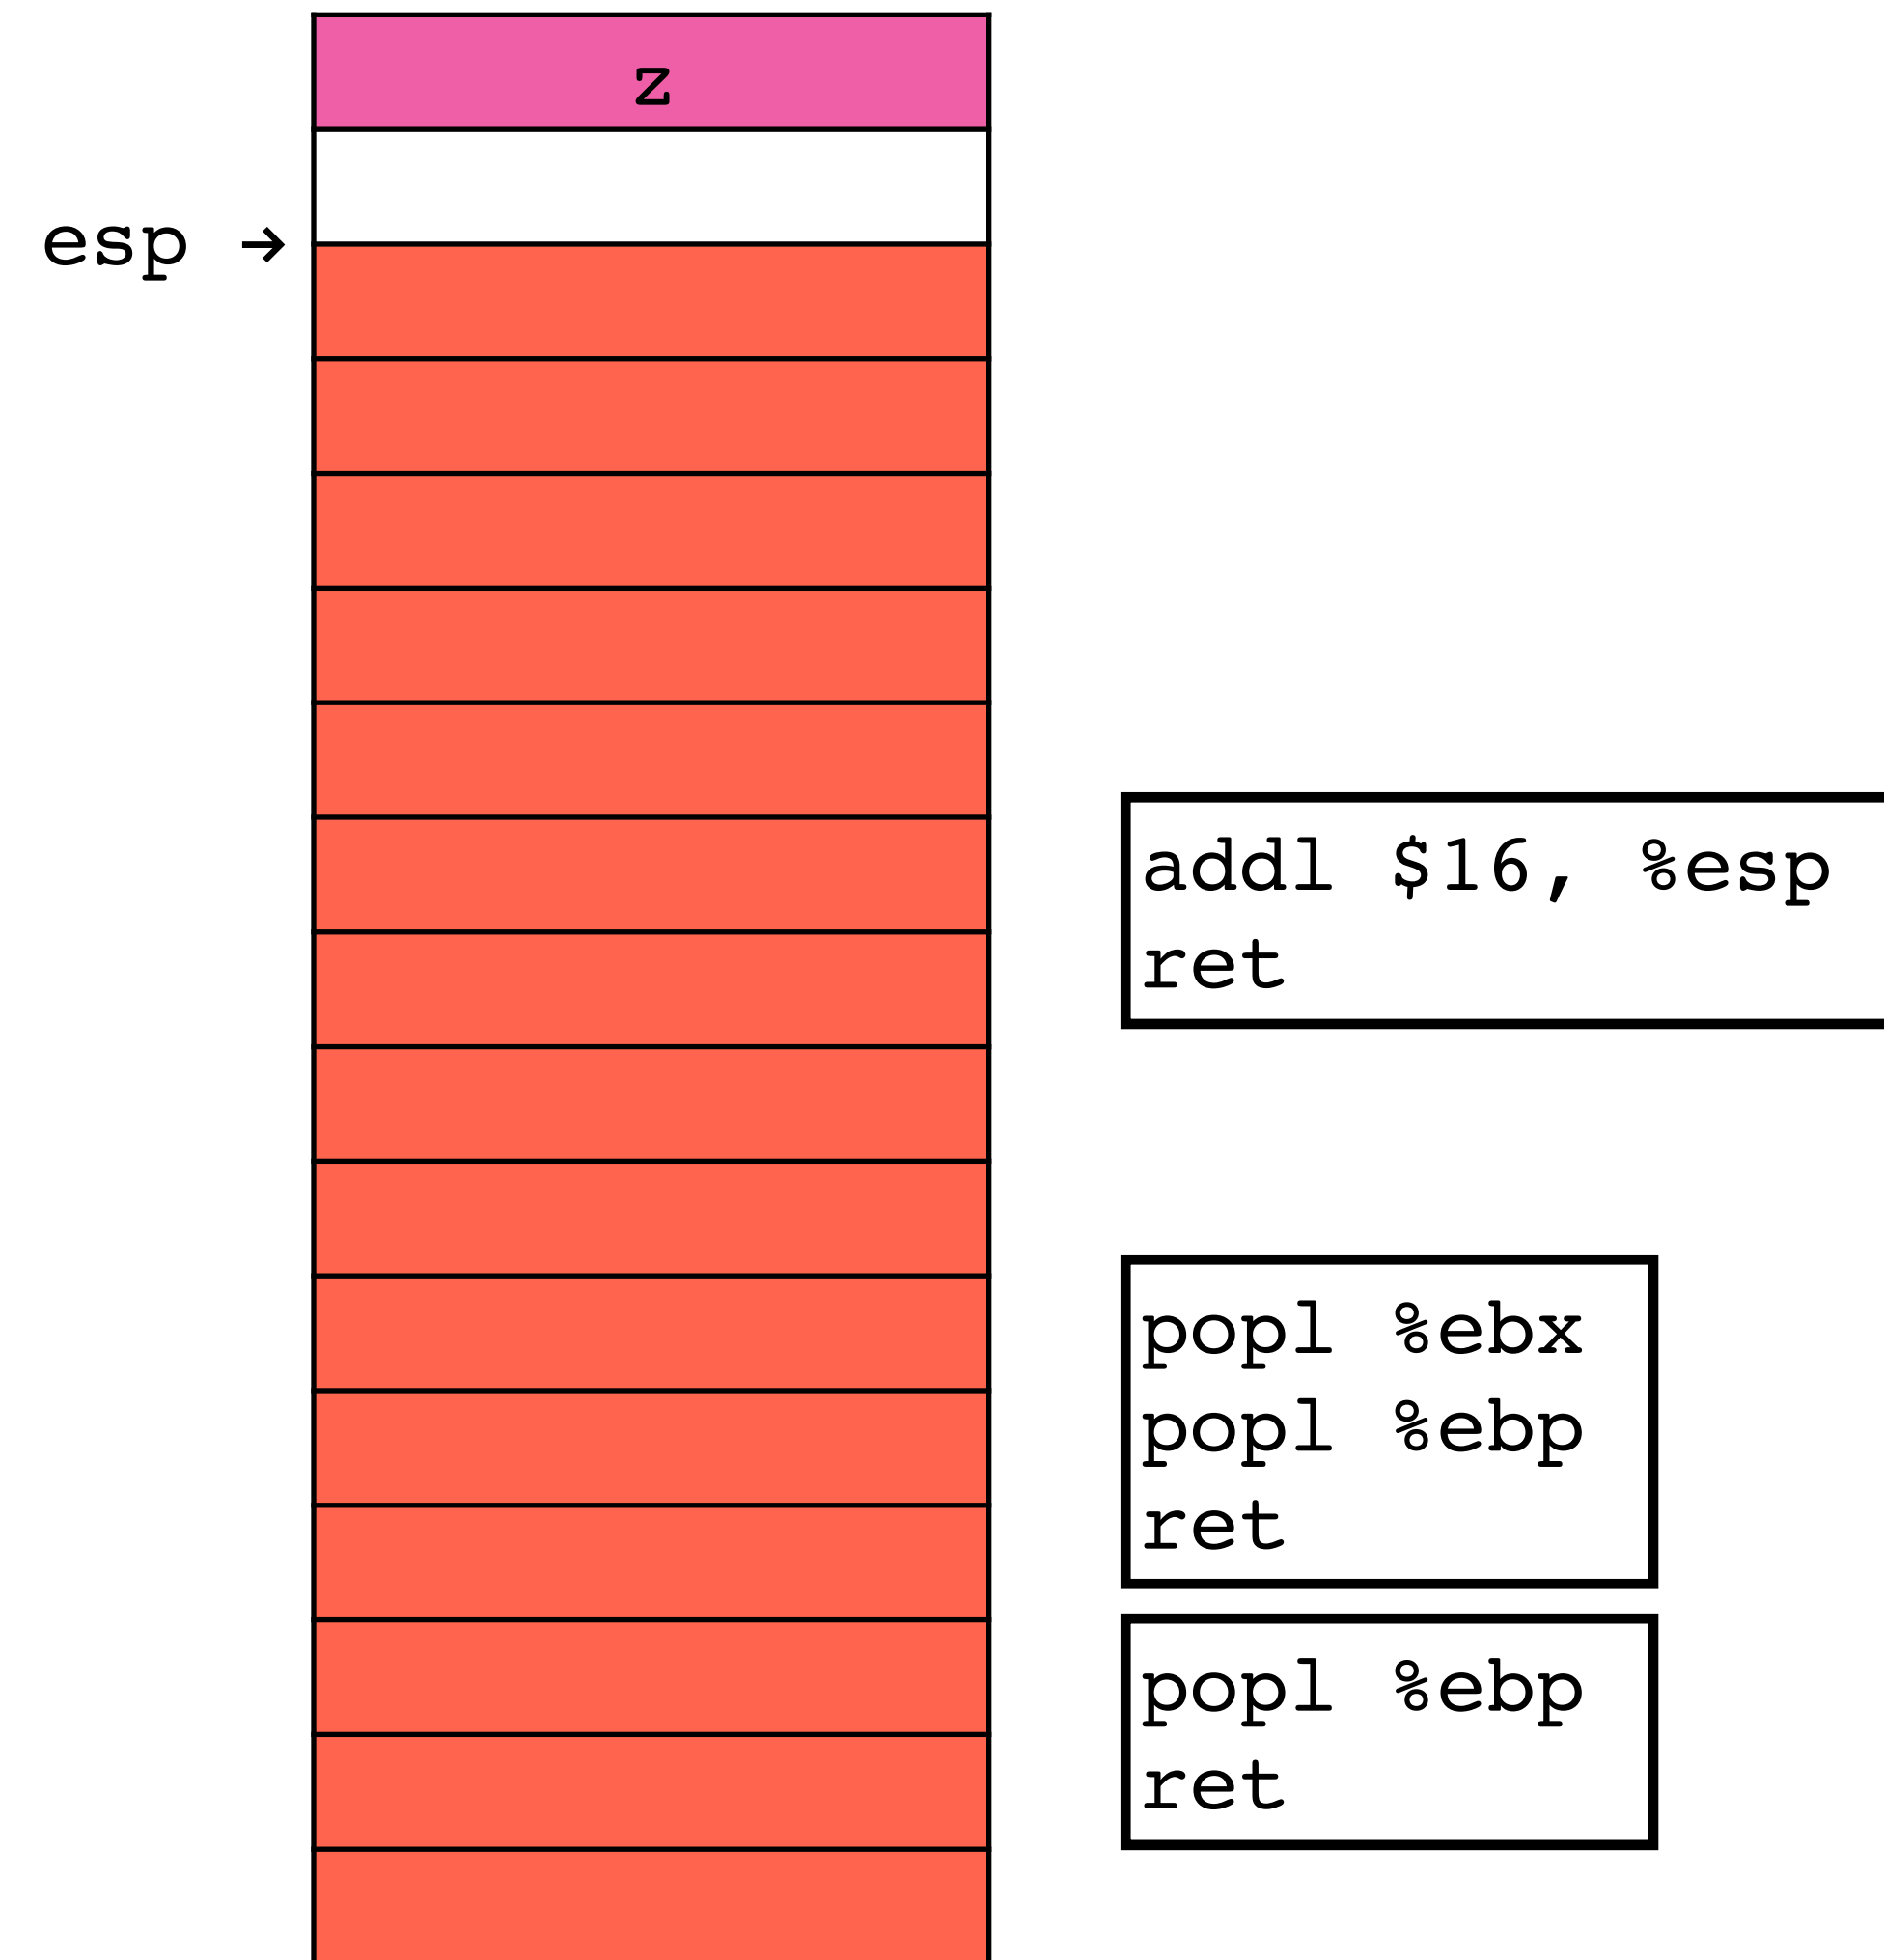 z
esp →
addl $16, %esp
ret
popl %ebx
popl %ebp
ret
popl %ebp
ret